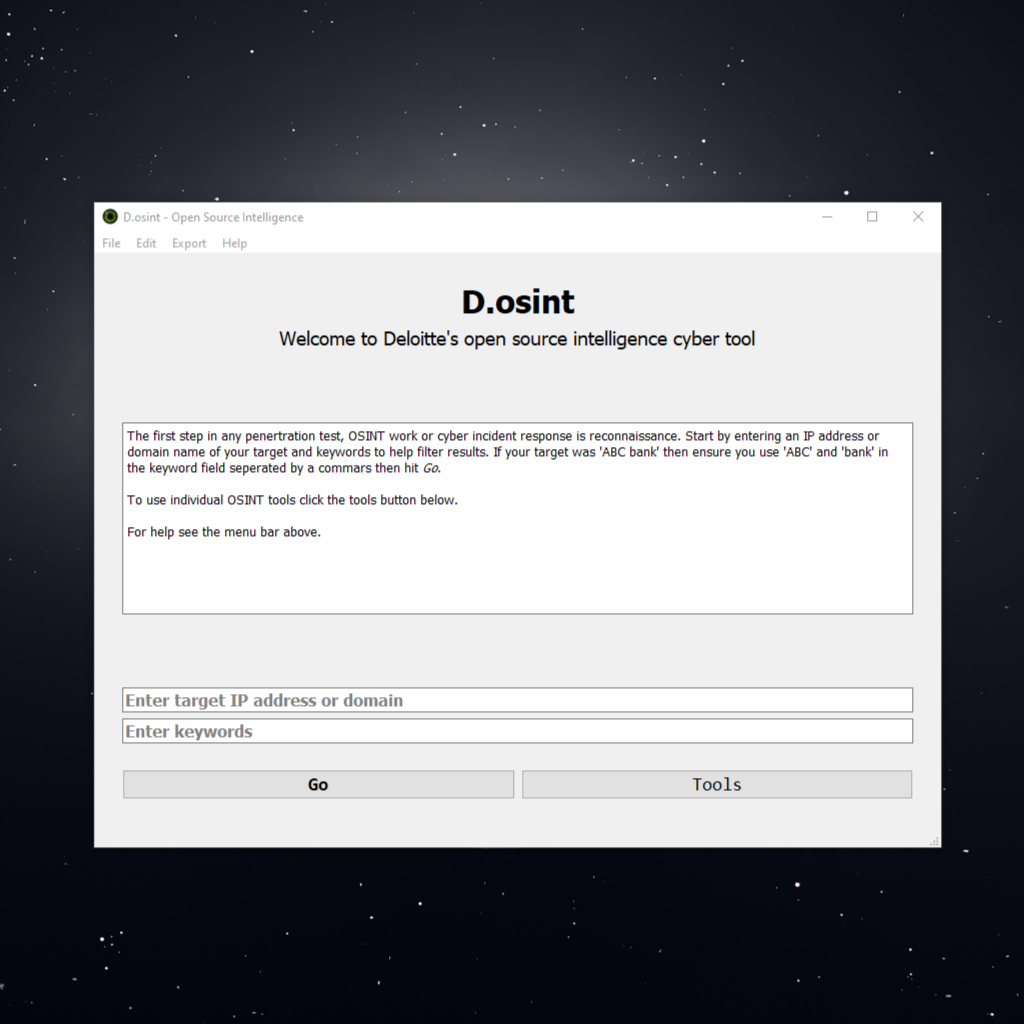 D.osint - Open Source Intelligence
File Edit Export Help
D.osint
Welcome to Deloitte's open source intelligence cyber tool
The first step in any penertration test, OSINT work or cyber incident response is reconnaissance. Start by entering an IP address or
domain name of your target and keywords to help filter results. If your target was 'ABC bank' then ensure you use 'ABC' and 'bank' in
the keyword field seperated by a commars then hit Go.
To use individual OSINT tools click the tools button below.
For help see the menu bar above.
Enter target IP address or domain
Enter keywords
Go Tools